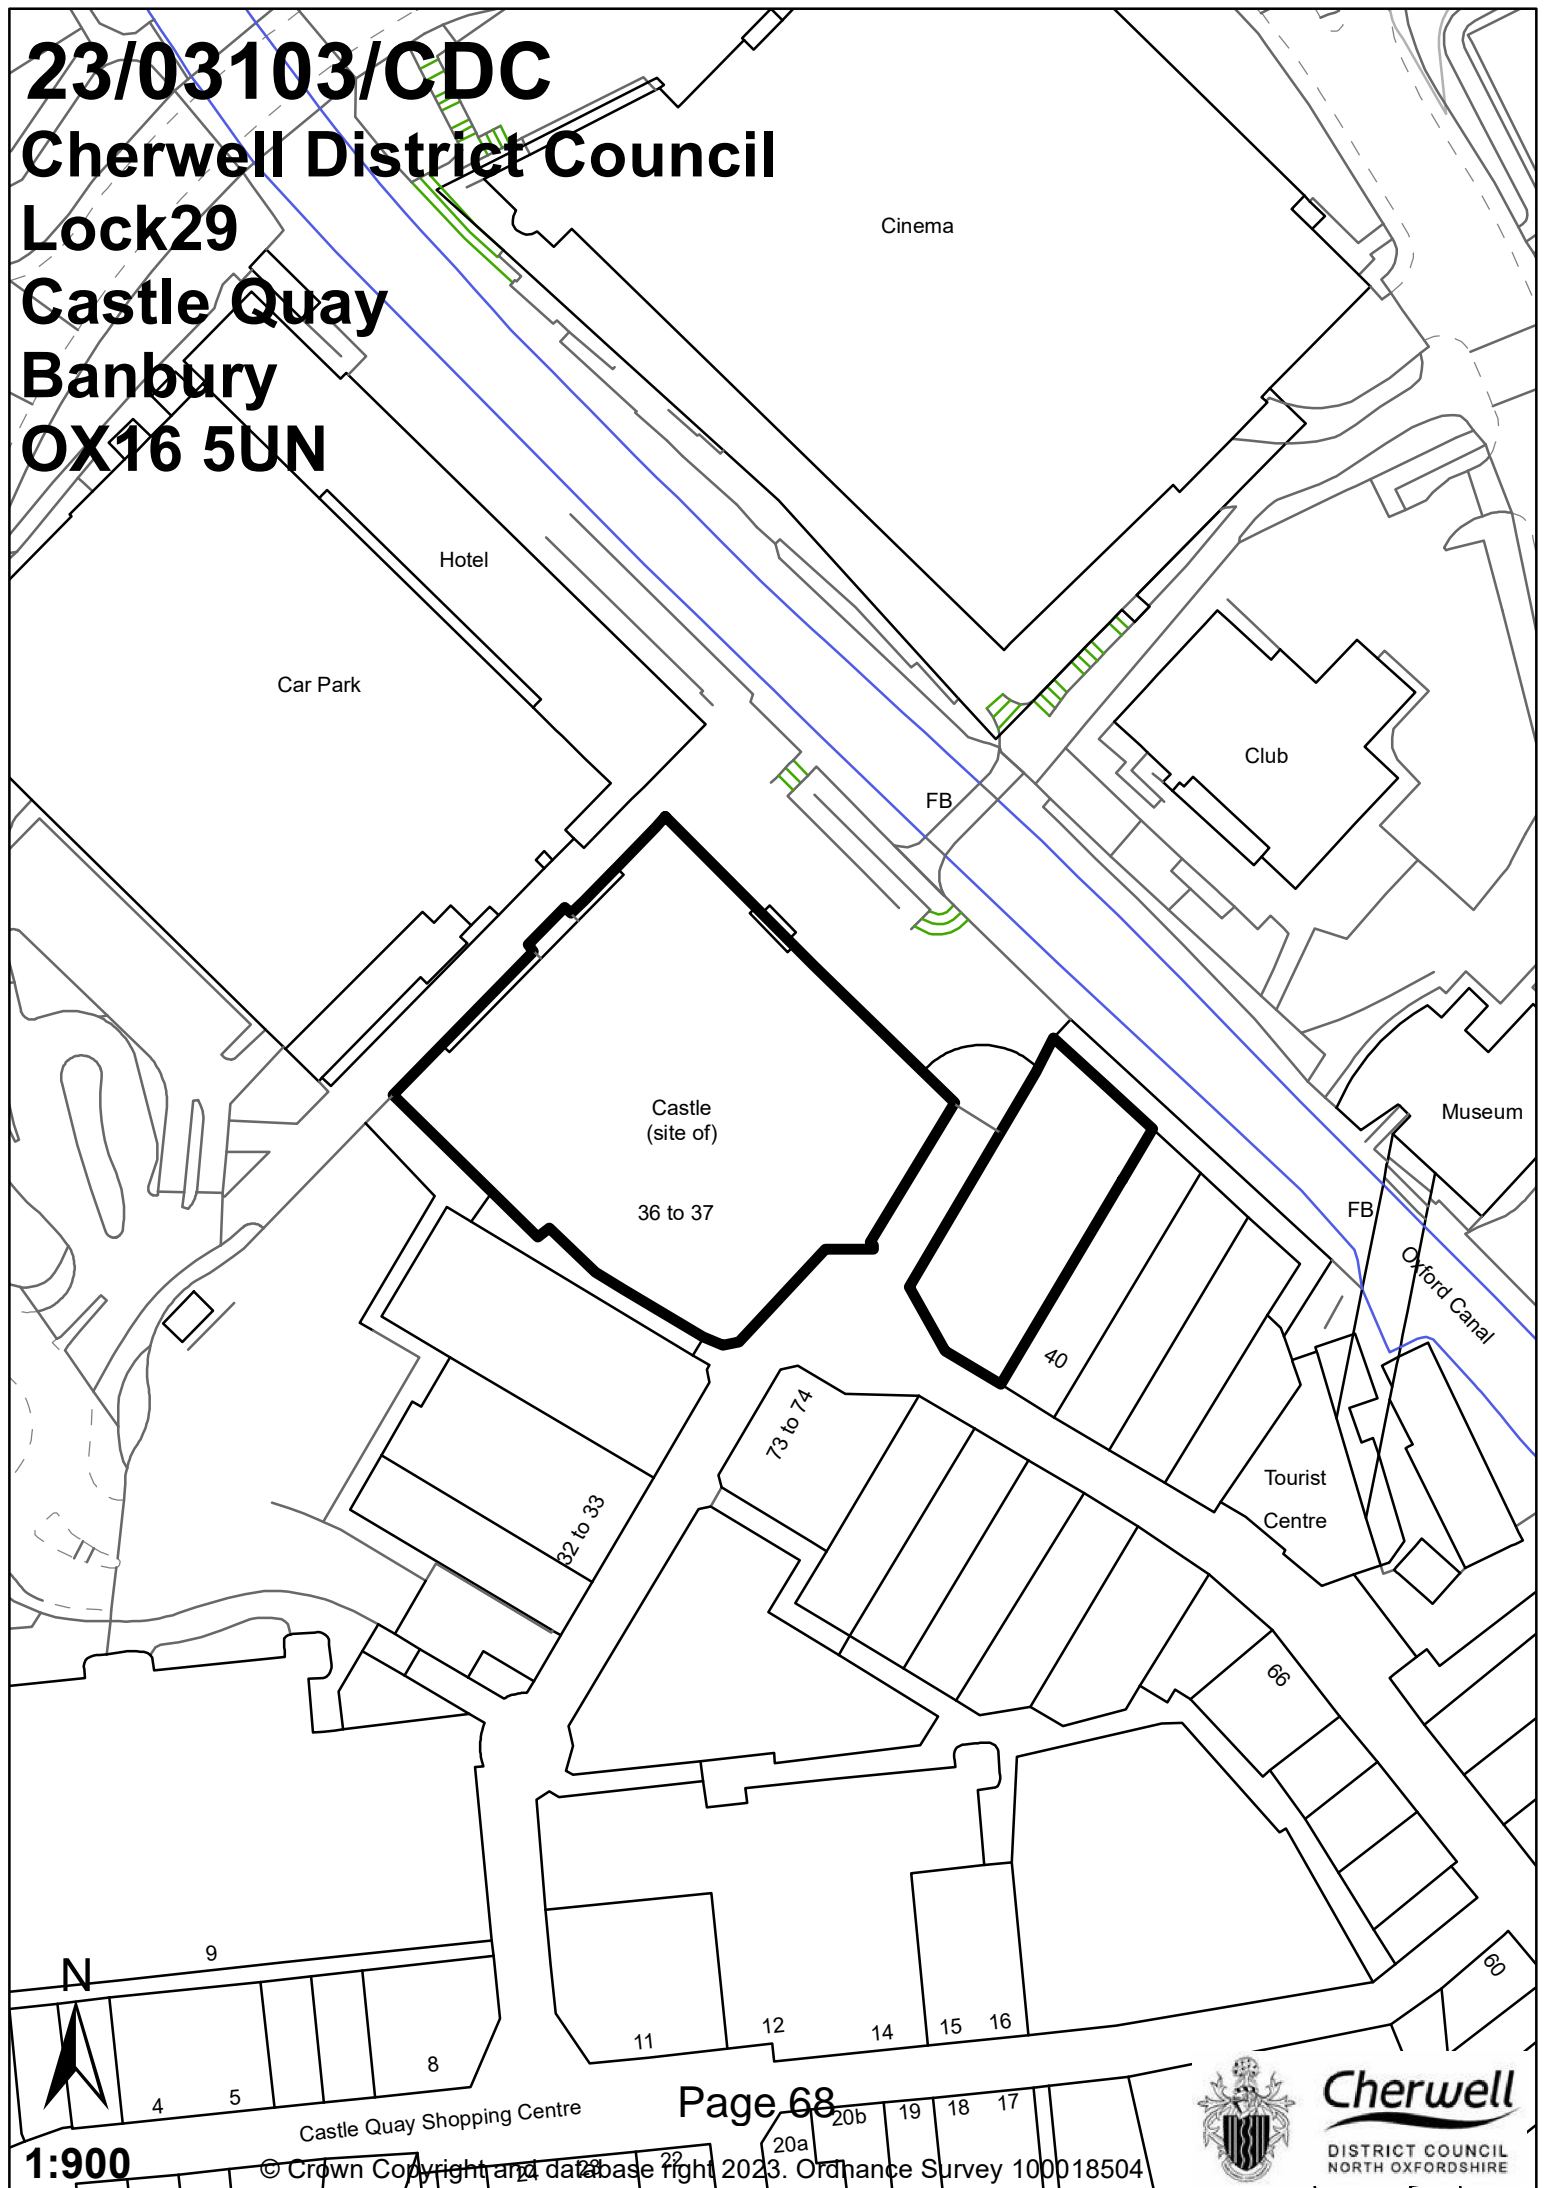 23/03103/CDC
Cherwell District Council
Lock29
Castle Quay
Banbury
OX16 5UN
Cinema
Hotel
Car Park
Club
FB
Castle
(site of)
36 to 37
Museum
FB
Oxford Canal
40
73 to 74
Tourist
Centre
32 to 33
66
60
9
N
4
5
8
11
12
14
15
16
Castle Quay Shopping Centre
Page 68
20b
20a
19
18
17
24
23
22
1:900
© Crown Copyright and database right 2023. Ordnance Survey 100018504
Cherwell
DISTRICT COUNCIL
NORTH OXFORDSHIRE